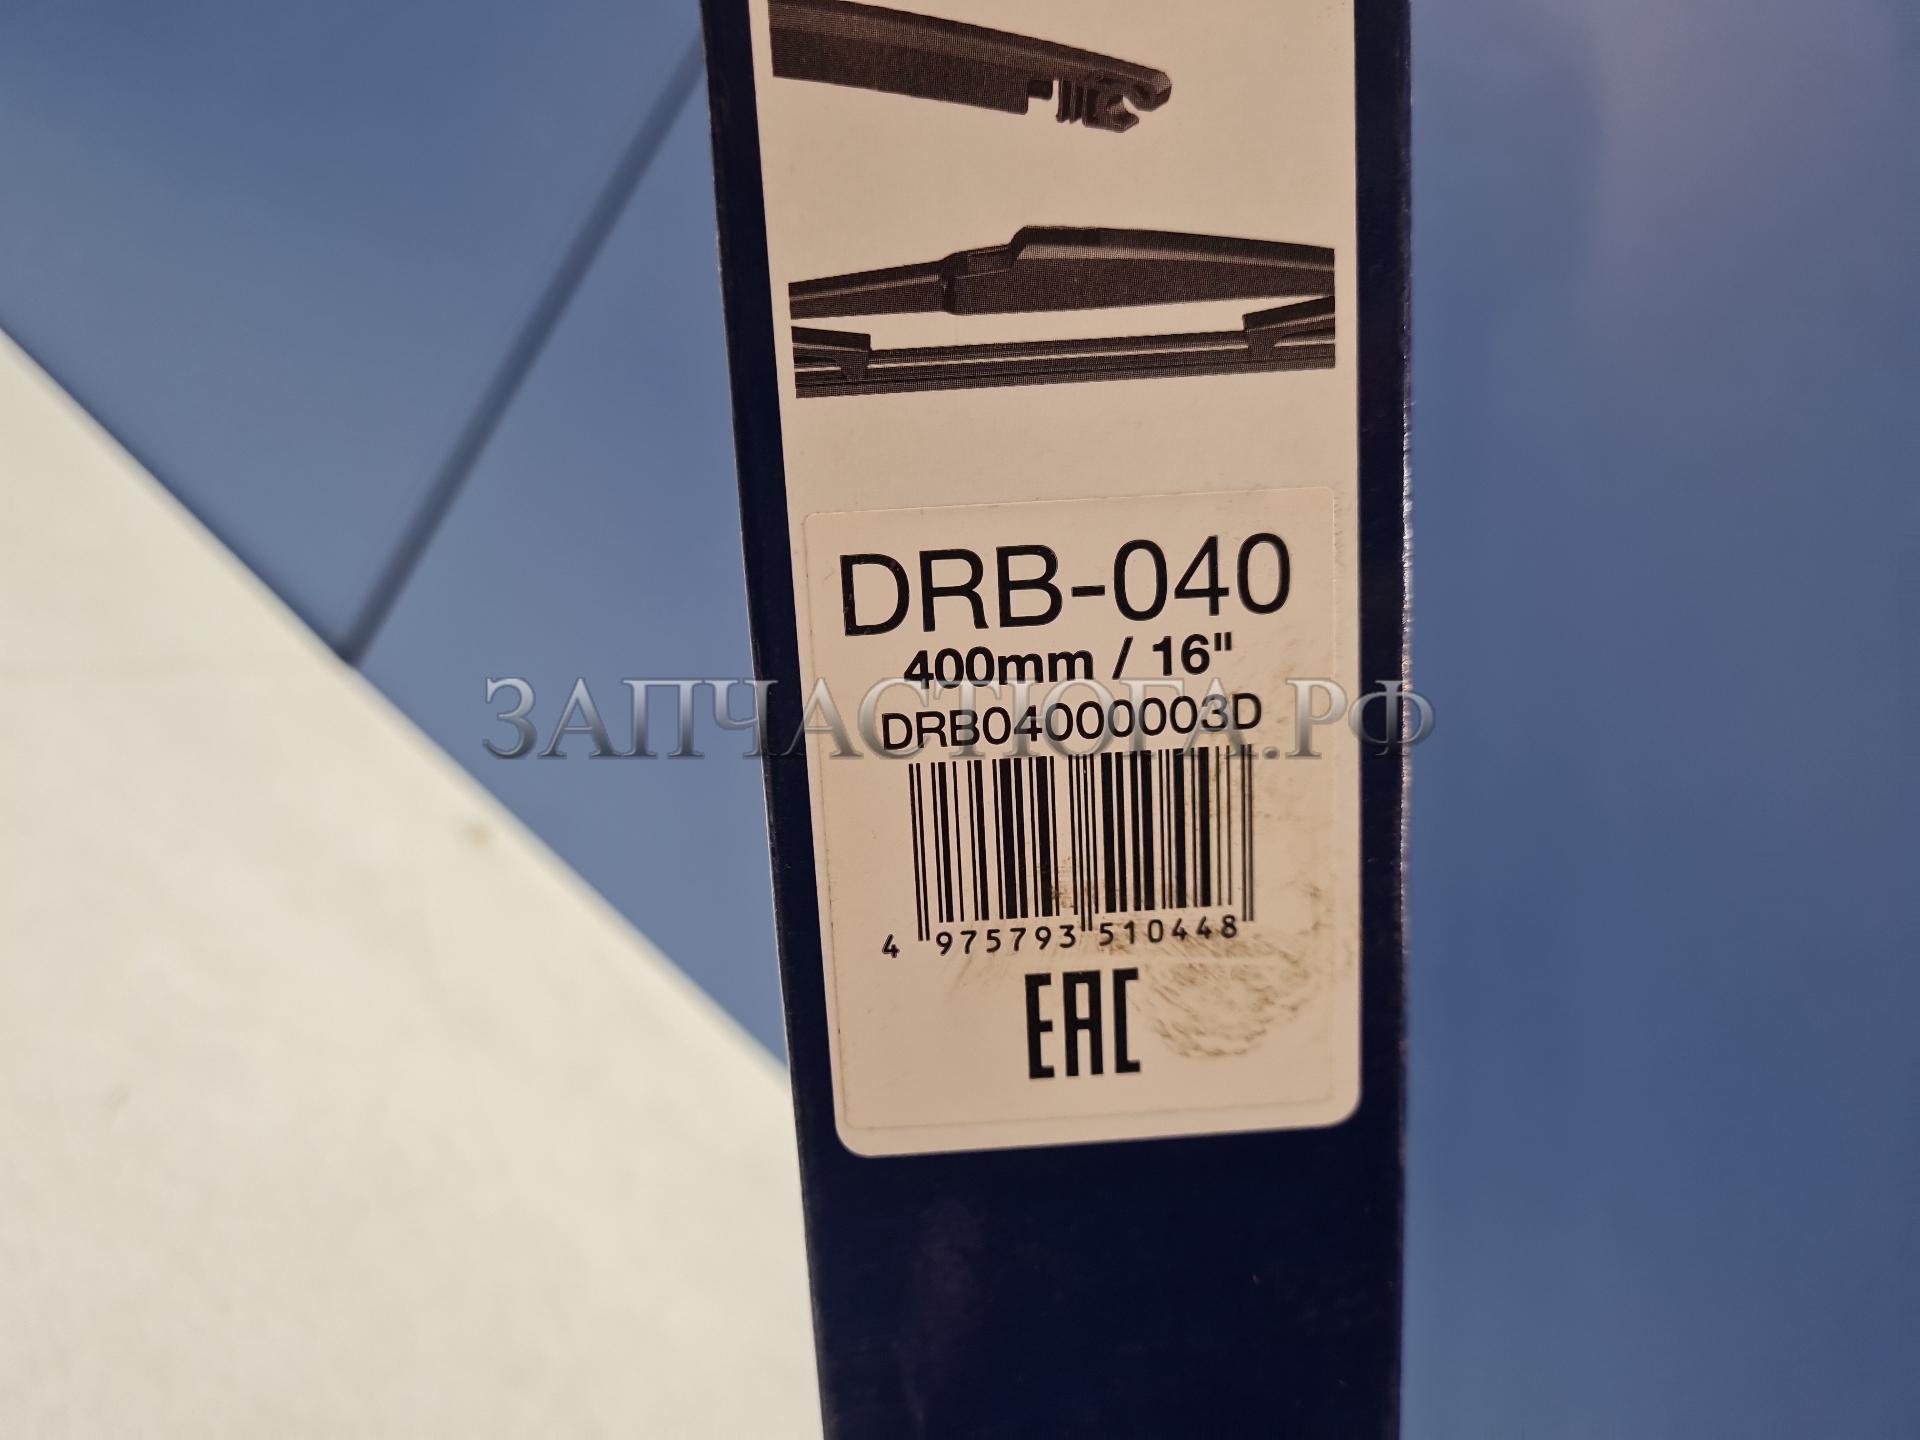 DRB-040
400mm / 16"
ЗАПЧАСТЮГА.РФ
DRB04000003D
4 975793 510448
EAC